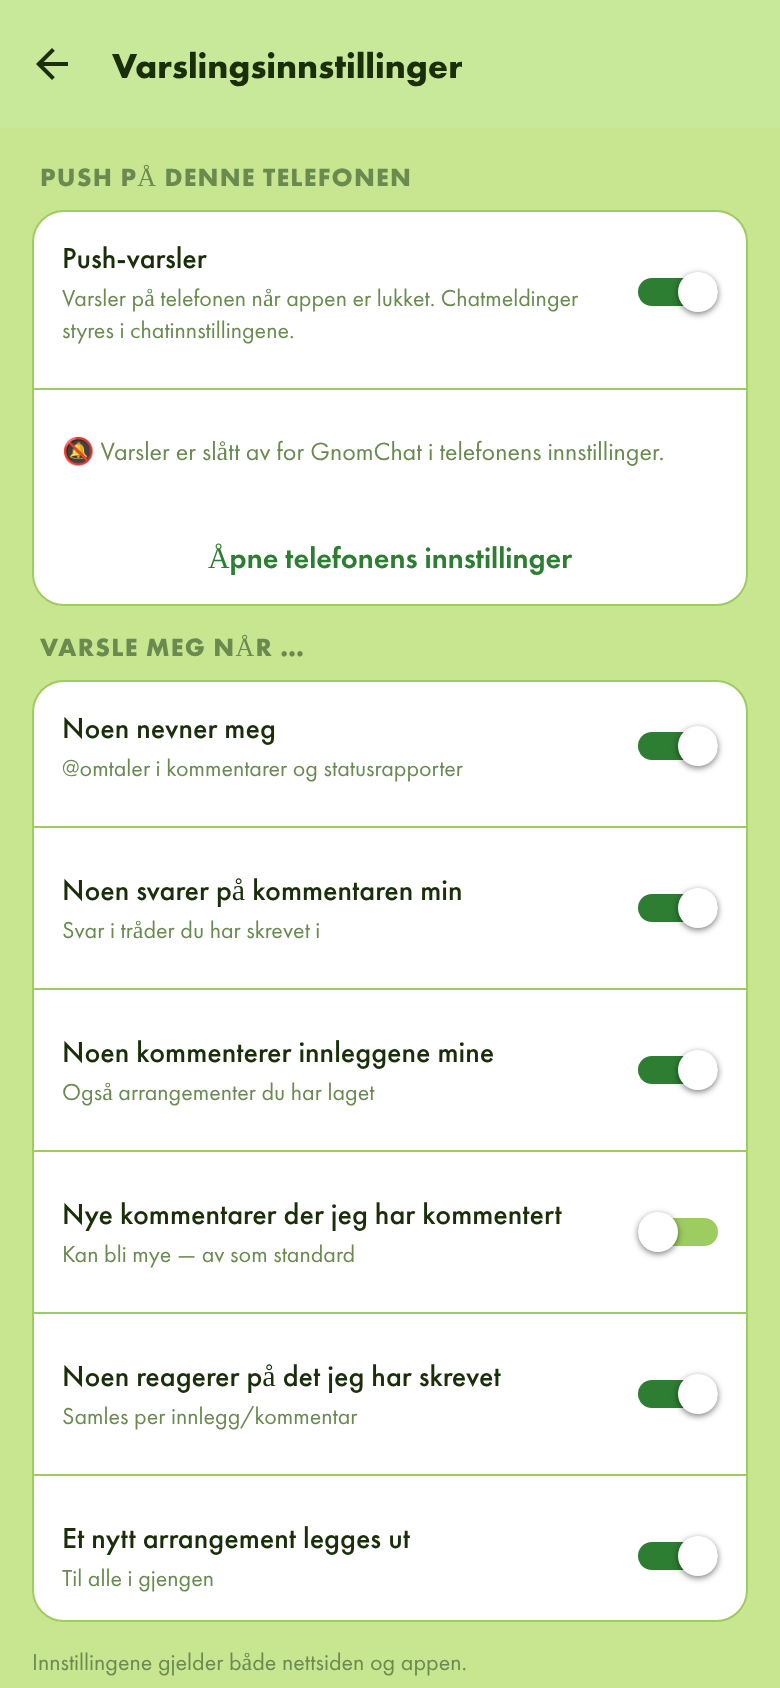 Varslingsinnstillinger
PUSH PÅ DENNE TELEFONEN
Push-varsler
Varsler på telefonen når appen er lukket. Chatmeldinger
styres i chatinnstillingene.
🔕 Varsler er slått av for GnomChat i telefonens innstillinger.
Åpne telefonens innstillinger
VARSLE MEG NÅR ...
Noen nevner meg
@omtaler i kommentarer og statusrapporter
Noen svarer på kommentaren min
Svar i tråder du har skrevet i
Noen kommenterer innleggene mine
Også arrangementer du har laget
Nye kommentarer der jeg har kommentert
Kan bli mye — av som standard
Noen reagerer på det jeg har skrevet
Samles per innlegg/kommentar
Et nytt arrangement legges ut
Til alle i gjengen
Innstillingene gjelder både nettsiden og appen.